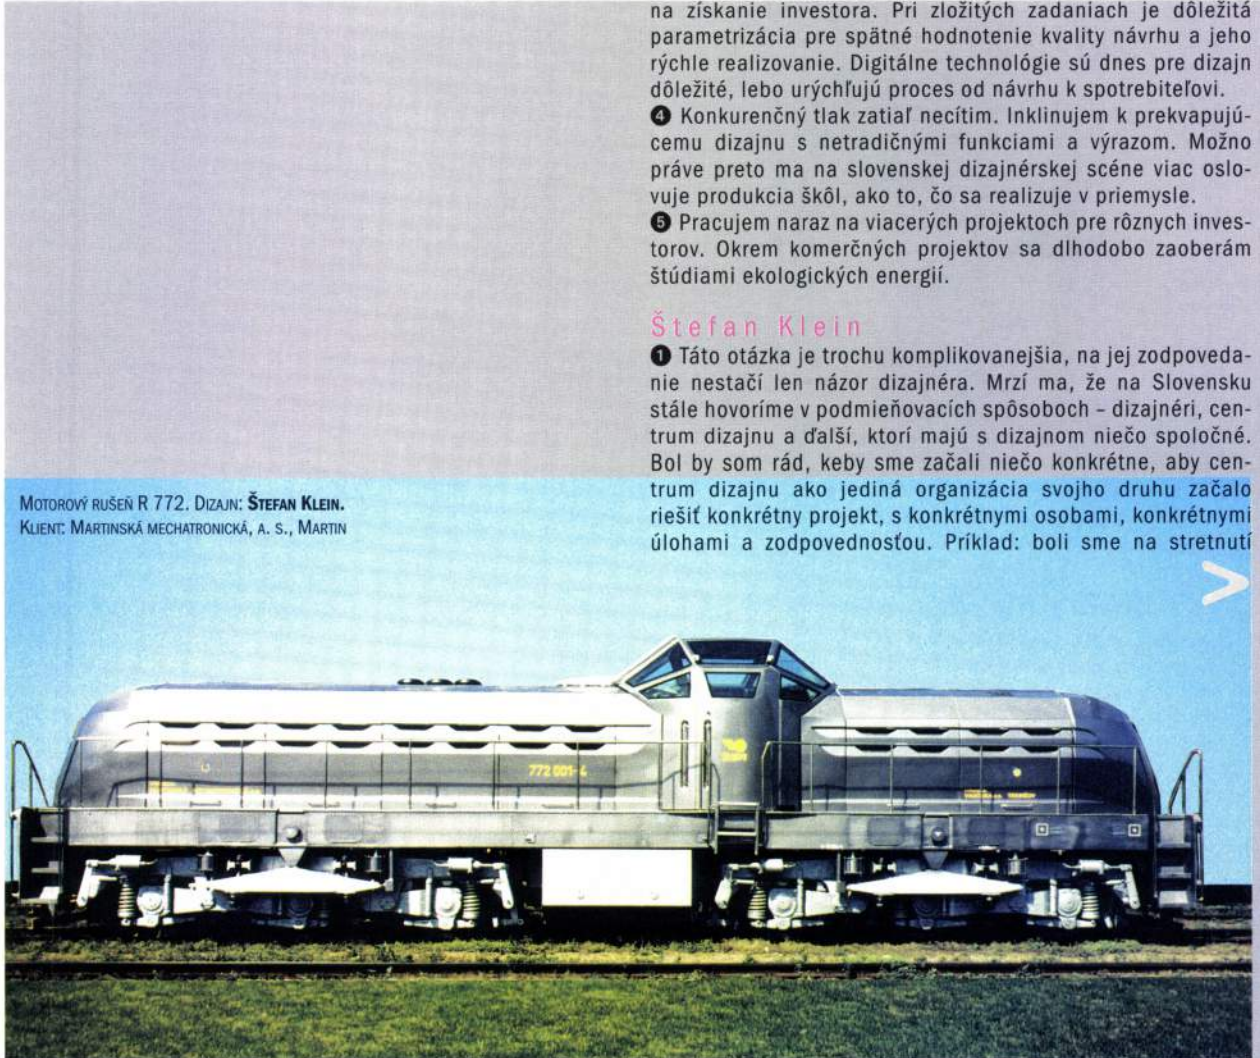 na získanie investora. Pri zložitých zadaniach je dôležitá
parametrizácia pre spätné hodnotenie kvality návrhu a jeho
rýchle realizovanie. Digitálne technológie sú dnes pre dizajn
dôležité, lebo urýchľujú proces od návrhu k spotrebiteľovi.
❹ Konkurenčný tlak zatiaľ necítim. Inklinujem k prekvapujú-
cemu dizajnu s netradičnými funkciami a výrazom. Možno
práve preto ma na slovenskej dizajnérskej scéne viac oslo-
vuje produkcia škôl, ako to, čo sa realizuje v priemysle.
❺ Pracujem naraz na viacerých projektoch pre rôznych inves-
torov. Okrem komerčných projektov sa dlhodobo zaoberám
štúdiami ekologických energií.
Štefan Klein
❶ Táto otázka je trochu komplikovanejšia, na jej zodpoveda-
nie nestačí len názor dizajnéra. Mrzí ma, že na Slovensku
stále hovoríme v podmieňovacích spôsoboch – dizajnéri, cen-
trum dizajnu a ďalší, ktorí majú s dizajnom niečo spoločné.
Bol by som rád, keby sme začali niečo konkrétne, aby cen-
trum dizajnu ako jediná organizácia svojho druhu začalo
riešiť konkrétny projekt, s konkrétnymi osobami, konkrétnymi
úlohami a zodpovednosťou. Príklad: boli sme na stretnutí
>
MOTOROVÝ RUŠEŇ R 772. DIZAJN: ŠTEFAN KLEIN.
KLIENT: MARTINSKÁ MECHATRONICKÁ, A. S., MARTIN
772 001-4